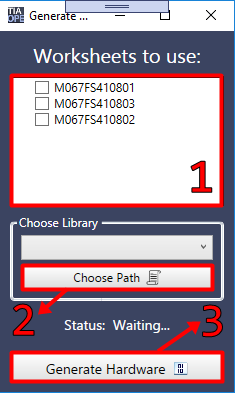 TIA
OPE
Generate ...
Worksheets to use:
M067FS410801
M067FS410803
M067FS410802
1
Choose Library
Choose Path
2
Status: Waiting...
3
Generate Hardware